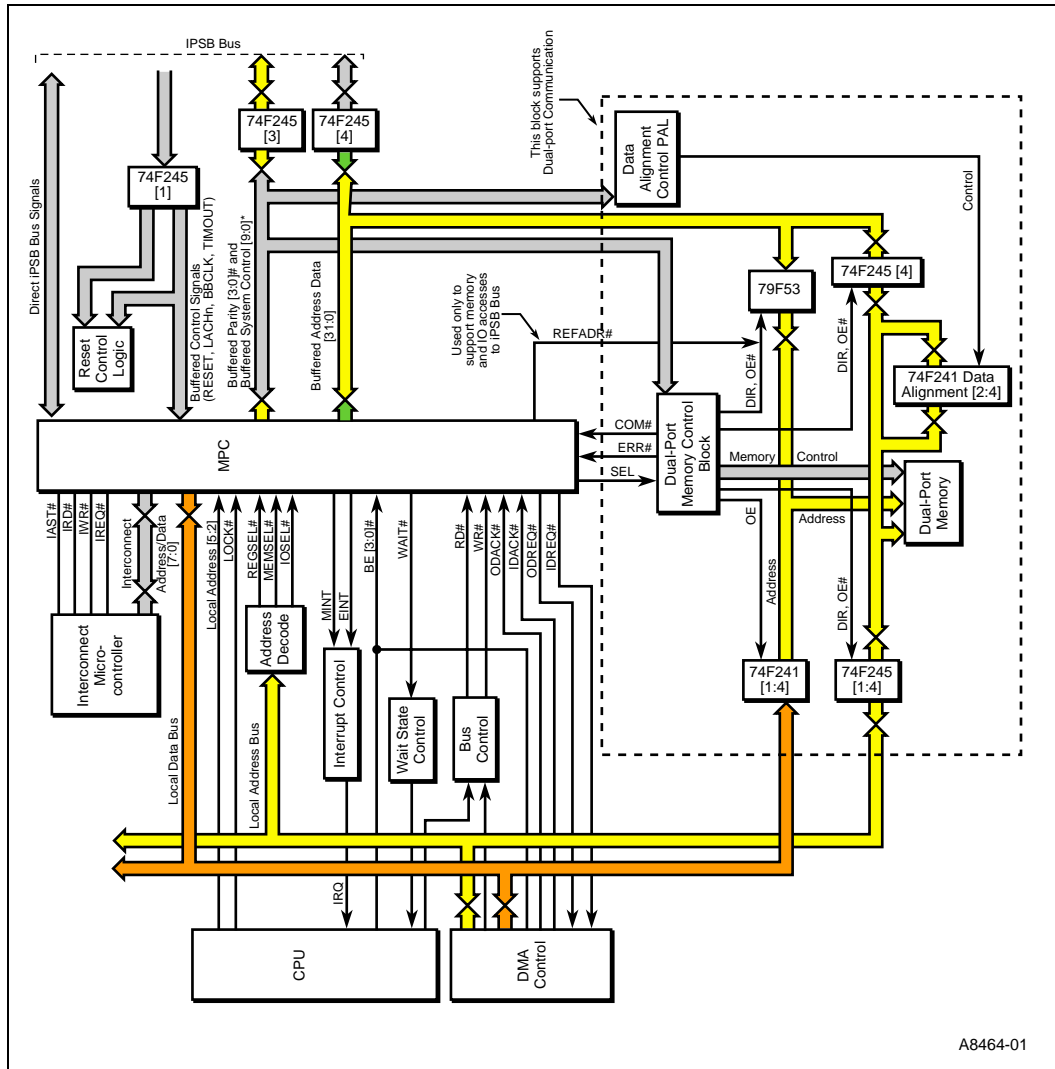 IPSB Bus
This block supports
Dual-port Communication
74F245
[3]
74F245
[4]
Data
Alignment
Control PAL
74F245
[1]
Control
Direct iPSB Bus Signals
Buffered Control Signals
(RESET, LACHn, BBCLK, TIMOUT)
Buffered Parity [3:0]# and
Buffered System Control [9:0]*
Buffered Address Data
[31:0]
Used only to
support memory
and IO accesses
to iPSB Bus
REFADR#
79F53
74F245 [4]
Reset
Control
Logic
DIR, OE#
DIR, OE#
74F241 Data
Alignment [2:4]
MPC
COM#
ERR#
SEL
Dual-Port
Memory Control
Block
Memory
Control
Dual-Port
Memory
OE
Address
Address
DIR, OE#
IAST#
IRD#
IWR#
IREQ#
Interconnect
Address/Data
[7:0]
Local Data Bus
Local Address [5:2]
LOCK#
REGSEL#
MEMSEL#
IOSEL#
MINT
EINT
BE [3:0]#
WAIT#
RD#
WR#
ODACK#
IDACK#
ODREQ#
IDREQ#
Interconnect
Micro-
controller
Address
Decode
Local Address Bus
Interrupt Control
Wait State
Control
Bus
Control
74F241
[1:4]
74F245
[1:4]
IRQ
CPU
DMA
Control
A8464-01